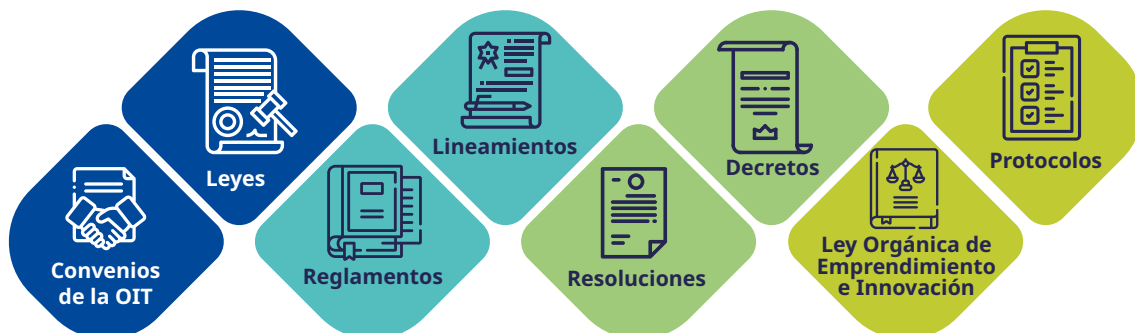 Convenios
de la OIT
Leyes
Reglamentos
Lineamientos
Resoluciones
Decretos
Ley Orgánica de
Emprendimiento
e Innovación
Protocolos